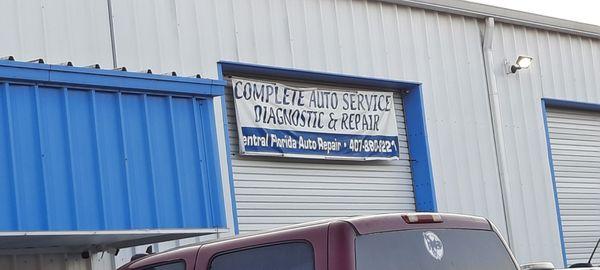 COMPLETE AUTO SERVICE
DIAGNOSTIC & REPAIR
entral Florida Auto Repair •